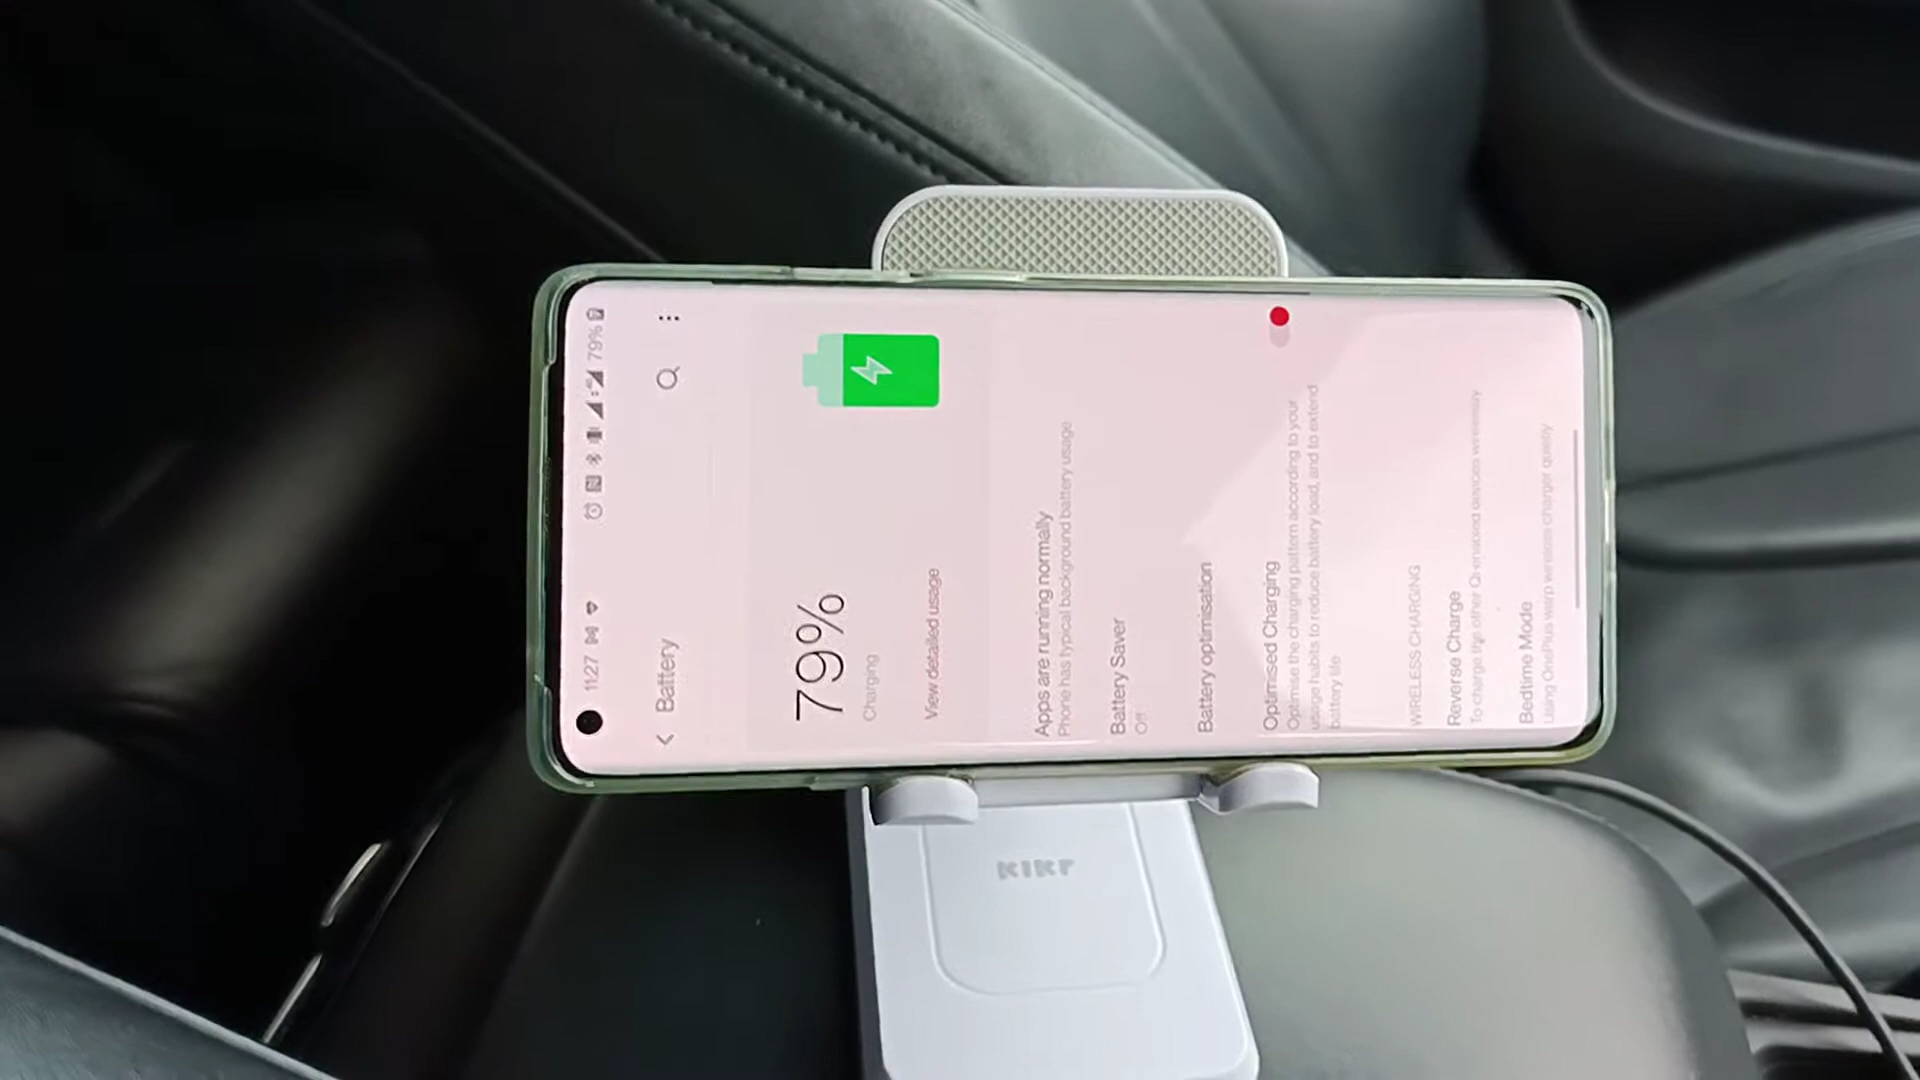 11:27
79%
Battery
79%
Charging
View detailed usage
Apps are running normally
Phone has typical background battery usage
Battery Saver
Off
Battery optimisation
Optimised Charging
Optimise the charging pattern according to your
usage habits to reduce battery load, and to extend
battery life
WIRELESS CHARGING
Reverse Charge
To charge the other Qi-enabled devices wirelessly
Bedtime Mode
Using OnePlus warp wireless charger quietly